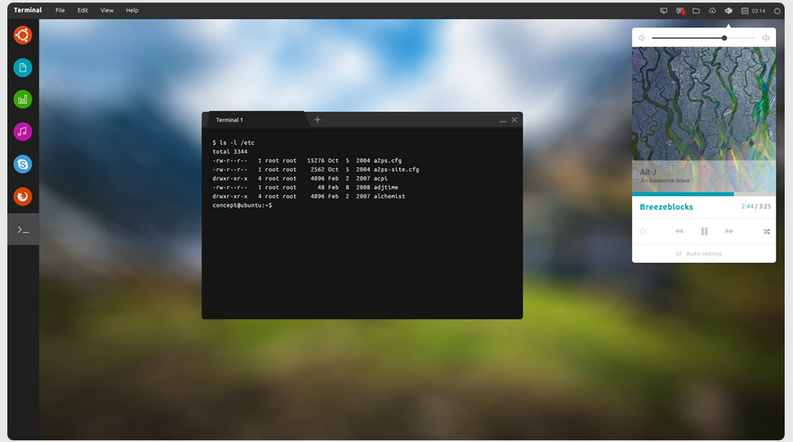 Terminal File Edit View Help 03:14
Terminal 1
$ ls -l /etc
total 3344
-rw-r--r-- 1 root root 15276 Oct 5 2004 a2ps.cfg
-rw-r--r-- 1 root root 2562 Oct 5 2004 a2ps-site.cfg
drwxr-xr-x 4 root root 4096 Feb 2 2007 acpi
-rw-r--r-- 1 root root 48 Feb 8 2008 adjtime
drwxr-xr-x 4 root root 4096 Feb 2 2007 alchemist
concept@ubuntu:~$
Alt-J
An Awesome Wave
Breezeblocks 2:44 / 3:25
Audio settings